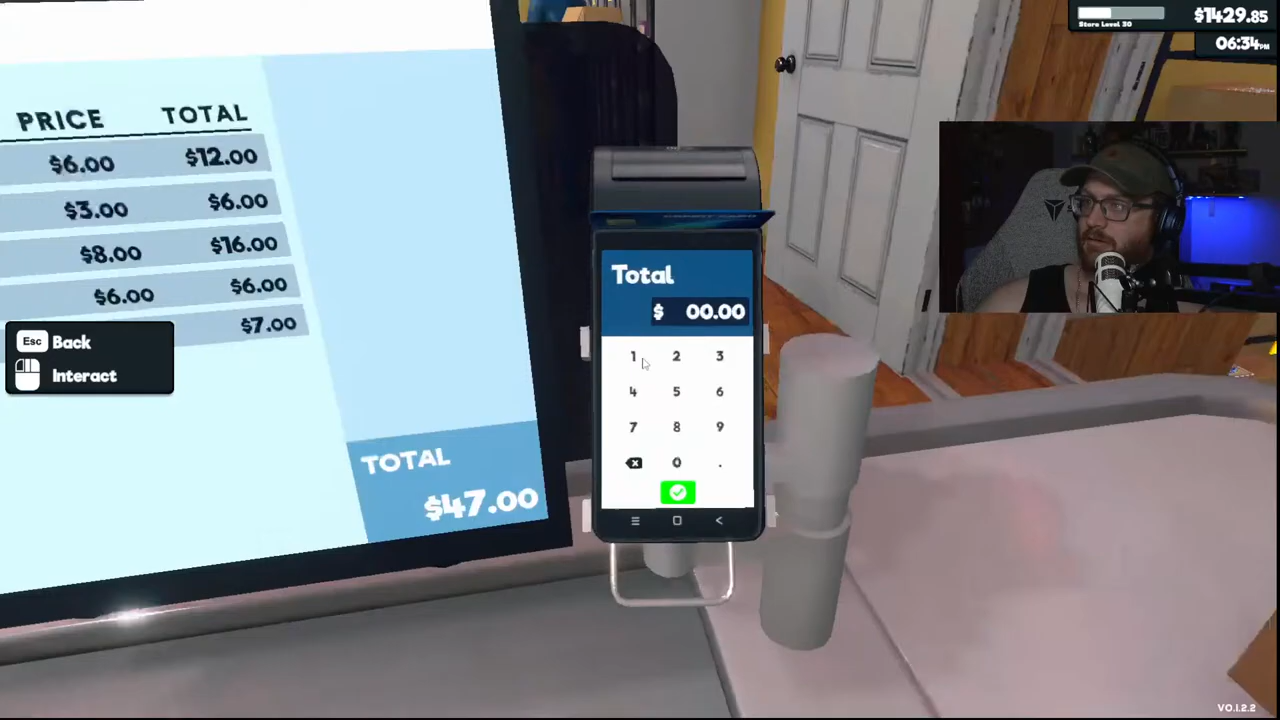 Store Level 30
$1429.85
06:34PM
PRICE TOTAL
$6.00 $12.00
$3.00 $6.00
$8.00 $16.00
$6.00 $6.00
$7.00
Esc Back
Interact
TOTAL
$47.00
Total
$ 00.00
1 2 3
4 5 6
7 8 9
0 .
V0.1.2.2